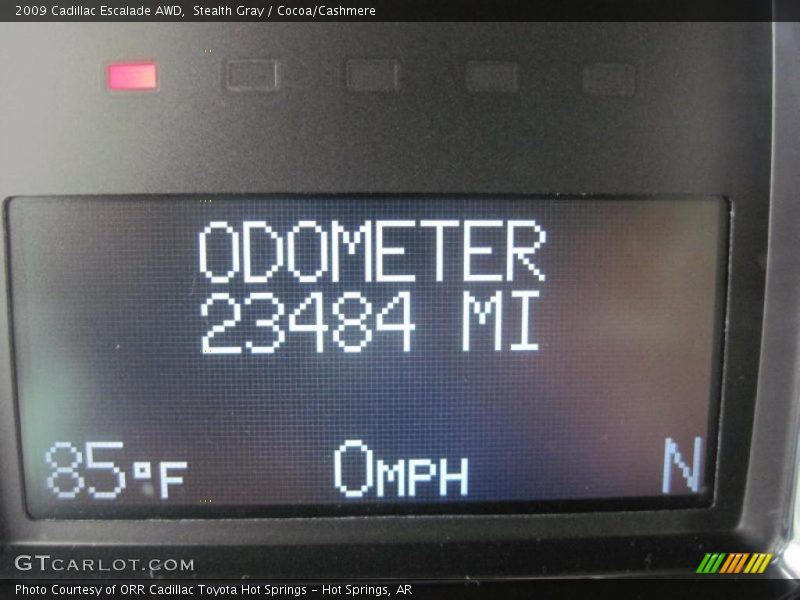 2009 Cadillac Escalade AWD,  Stealth Gray / Cocoa/Cashmere
ODOMETER
23484 MI
85°F 0MPH N
GTCARLOT.COM
Photo Courtesy of ORR Cadillac Toyota Hot Springs - Hot Springs, AR